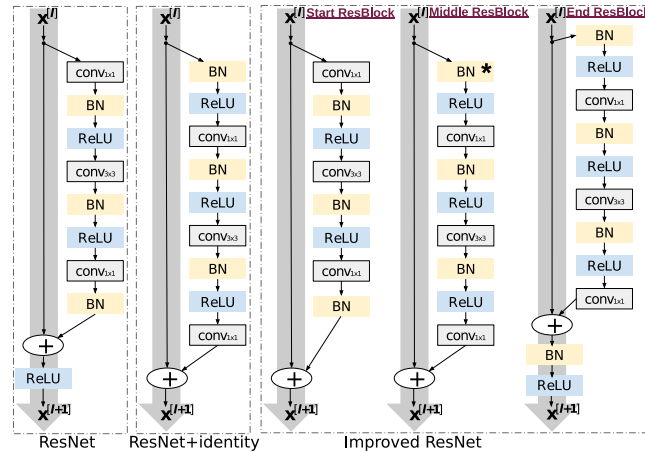 x[l]
conv1x1
BN
ReLU
conv3x3
BN
ReLU
conv1x1
BN
+
ReLU
x[l+1]
ResNet
x[l]
BN
ReLU
conv1x1
BN
ReLU
conv3x3
BN
ReLU
conv1x1
+
x[l+1]
ResNet+identity
x[l] Start ResBlock
conv1x1
BN
ReLU
conv3x3
BN
ReLU
conv1x1
BN
+
x[l+1]
x[l] Middle ResBlock
BN *
ReLU
conv1x1
BN
ReLU
conv3x3
BN
ReLU
conv1x1
+
x[l+1]
x[l] End ResBlock
BN
ReLU
conv1x1
BN
ReLU
conv3x3
BN
ReLU
conv1x1
+
BN
ReLU
x[l+1]
Improved ResNet